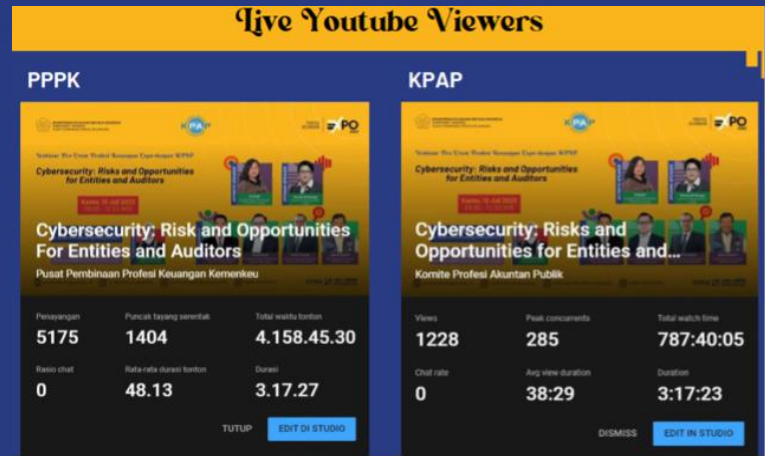 Live Youtube Viewers
PPPK
KPAP
Cybersecurity: Risks and Opportunities
for Entities and Auditors
Cybersecurity: Risk and Opportunities
For Entities and Auditors
Pusat Pembinaan Profesi Keuangan Kemenkeu
Penayangan
Puncak tayang serentak
Total waktu tonton
5175
1404
4.158.45.30
Rasio chat
Rata-rata durasi tonton
Durasi
0
48.13
3.17.27
TUTUP
EDIT DI STUDIO
KPAP
Cybersecurity: Risks and Opportunities
for Entities and Auditors
Cybersecurity: Risks and
Opportunities for Entities and...
Komite Profesi Akuntan Publik
Views
Peak concurrents
Total watch time
1228
285
787:40:05
Chat rate
Avg view duration
Duration
0
38:29
3:17:23
DISMISS
EDIT IN STUDIO